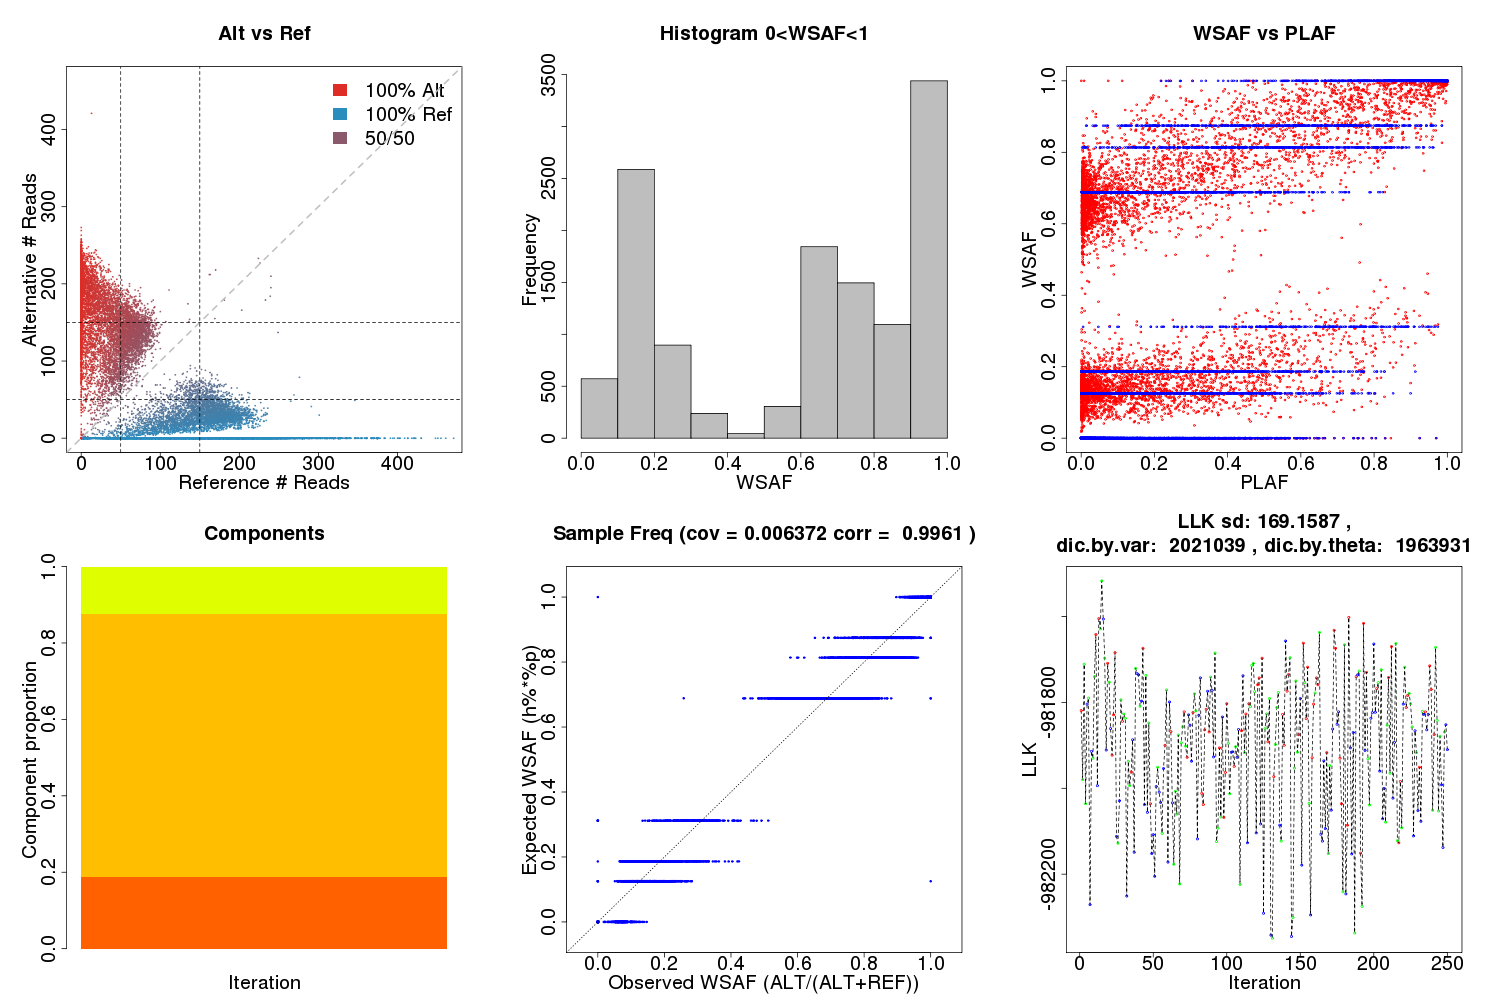 Alt vs Ref
100% Alt
100% Ref
50/50
Alternative # Reads
0 100 200 300 400
0 100 200 300 400
Reference # Reads
Histogram 0<WSAF<1
Frequency
0 500 1500 2500 3500
0.0 0.2 0.4 0.6 0.8 1.0
WSAF
WSAF vs PLAF
WSAF
0.0 0.2 0.4 0.6 0.8 1.0
0.0 0.2 0.4 0.6 0.8 1.0
PLAF
Components
Component proportion
0.0 0.2 0.4 0.6 0.8 1.0
Iteration
Sample Freq (cov = 0.006372 corr = 0.9961 )
Expected WSAF (h%*%p)
0.0 0.2 0.4 0.6 0.8 1.0
0.0 0.2 0.4 0.6 0.8 1.0
Observed WSAF (ALT/(ALT+REF))
LLK sd: 169.1587 ,
dic.by.var: 2021039 , dic.by.theta: 1963931
LLK
-982200 -981800
0 50 100 150 200 250
Iteration